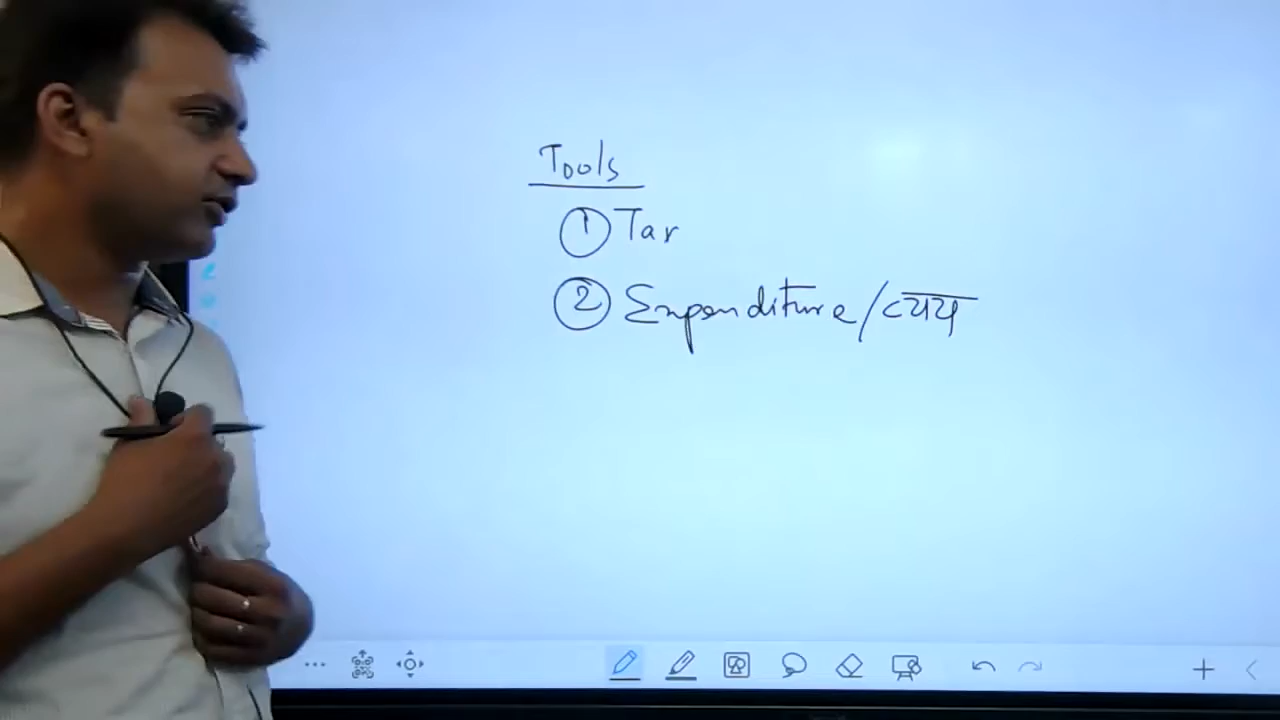 Tools
① Tax
② Expenditure/व्यय